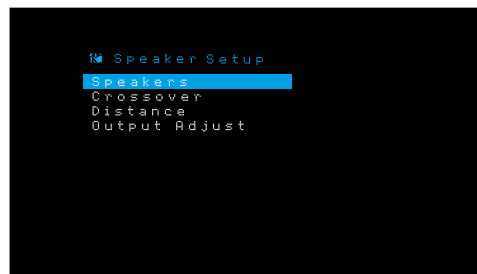 Speaker Setup
Speakers
Crossover
Distance
Output Adjust